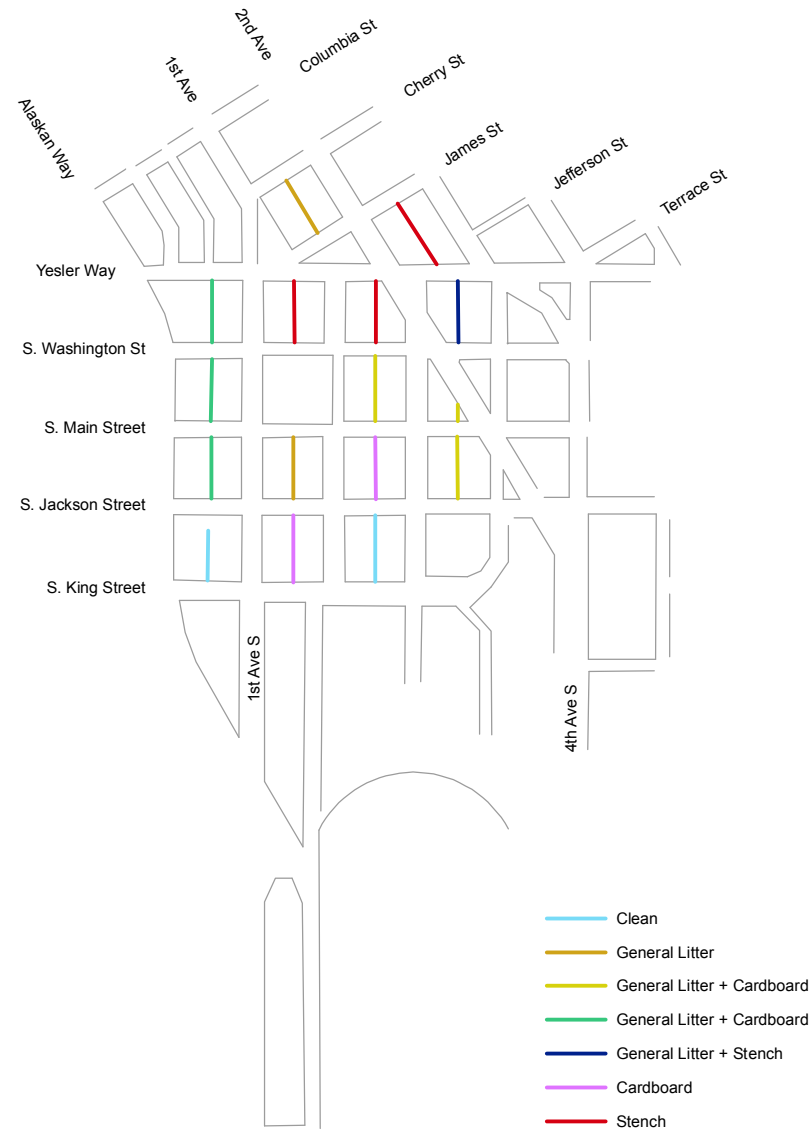 2nd Ave
Columbia St
1st Ave
Cherry St
Alaskan Way
James St
Jefferson St
Terrace St
Yesler Way
S. Washington St
S. Main Street
S. Jackson Street
S. King Street
1st Ave S
4th Ave S
Clean
General Litter
General Litter + Cardboard
General Litter + Cardboard
General Litter + Stench
Cardboard
Stench